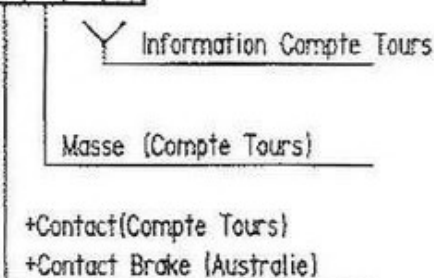 Information Compte Tours
Masse (Compte Tours)
+Contact(Compte Tours)
+Contact Brake (Australie)